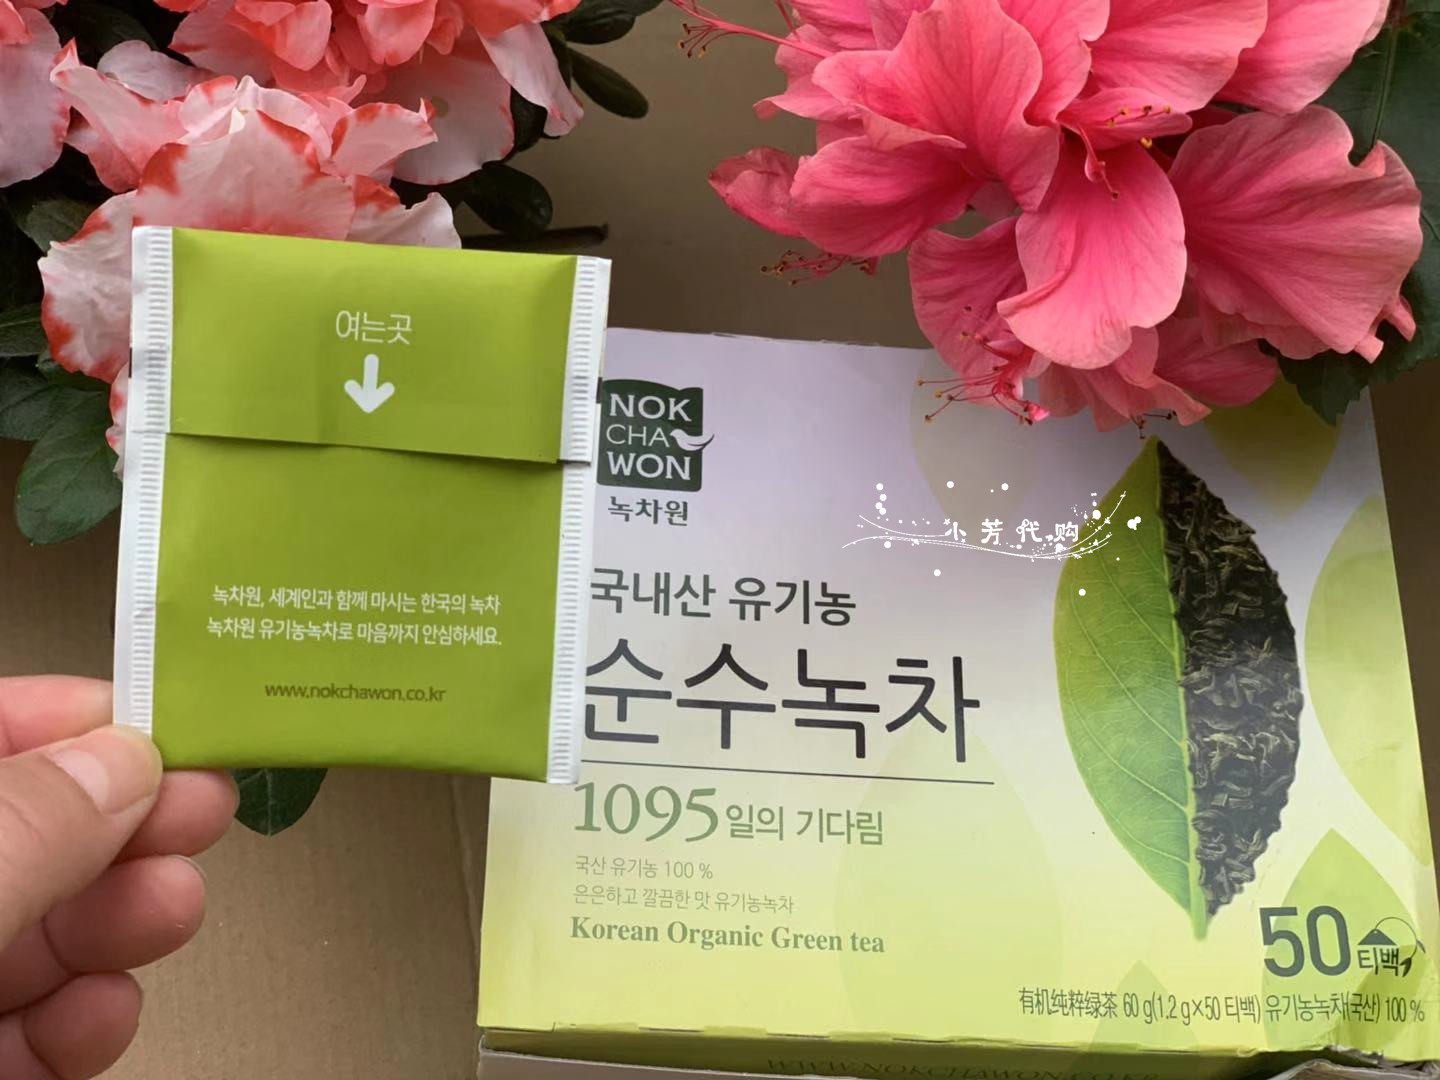 여는곳
녹차원, 세계인과 함께 마시는 한국의 녹차
녹차원 유기농녹차로 마음까지 안심하세요.
www.nokchawon.co.kr
NOK
CHA
WON
녹차원
小芳代购
국내산 유기농
순수녹차
1095일의 기다림
국산 유기농 100 %
은은하고 깔끔한 맛 유기농녹차
Korean Organic Green tea
50티백
有机纯粹绿茶 60 g(1.2 g×50 티백) 유기농녹차(국산) 100 %
WWW.NOKCHAWON.CO.KR